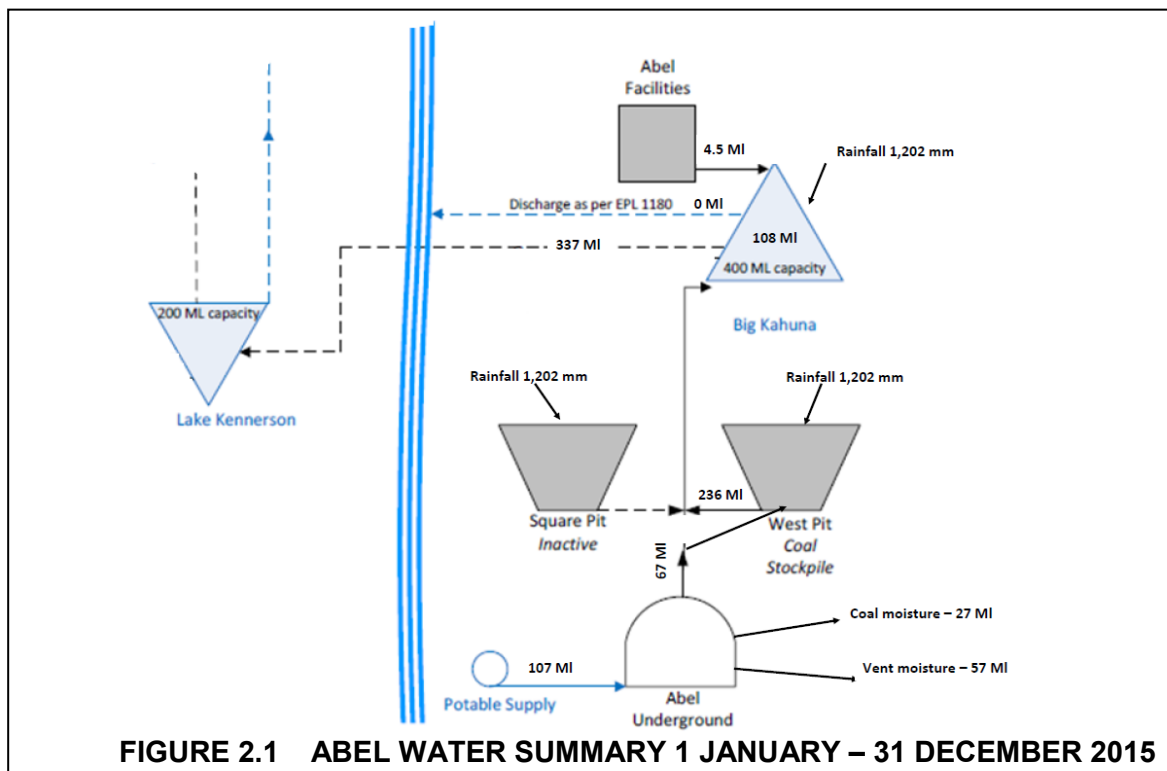 Abel
Facilities
4.5 Ml
Rainfall 1,202 mm
Discharge as per EPL 1180 0 Ml
337 Ml
108 Ml
400 ML capacity
200 ML capacity
Big Kahuna
Lake Kennerson
Rainfall 1,202 mm
Rainfall 1,202 mm
236 Ml
Square Pit
Inactive
West Pit
Coal
Stockpile
67 Ml
Coal moisture – 27 Ml
107 Ml
Vent moisture – 57 Ml
Potable Supply
Abel
Underground
FIGURE 2.1 ABEL WATER SUMMARY 1 JANUARY – 31 DECEMBER 2015